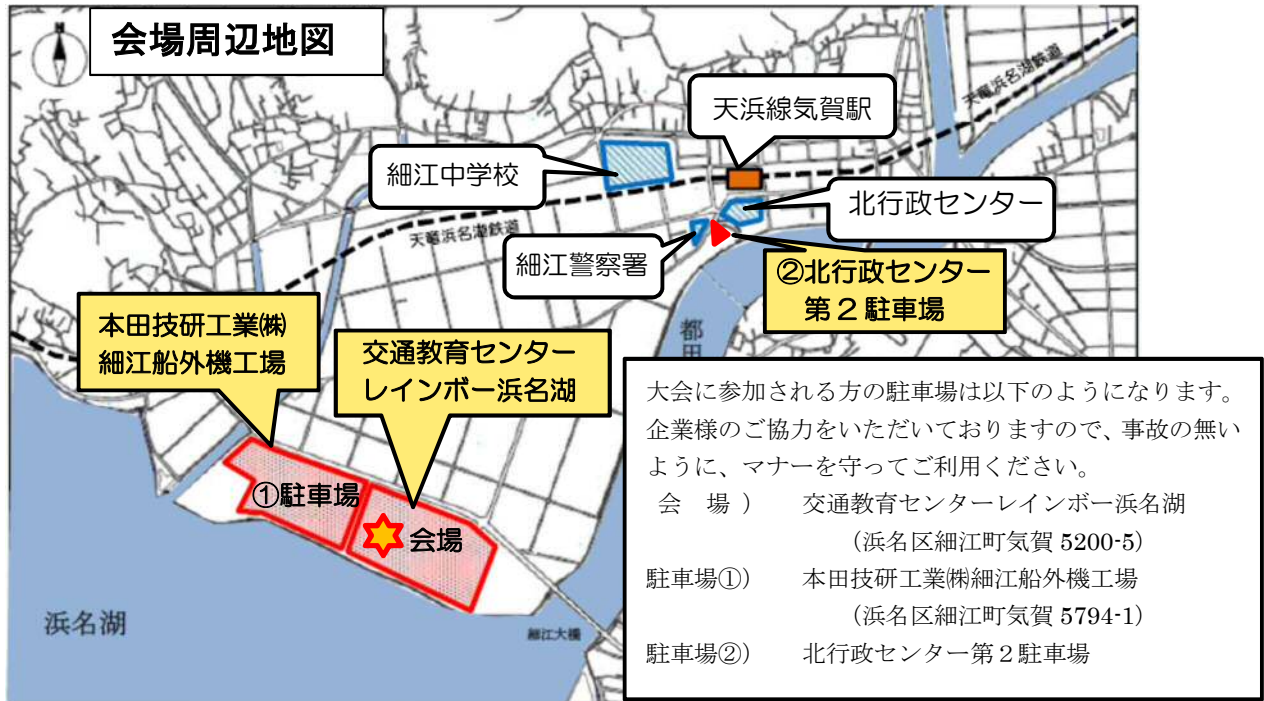 会場周辺地図
天竜浜名湖鉄道
天浜線気賀駅
細江中学校
北行政センター
天竜浜名湖鉄道
細江警察署
②北行政センター
第2駐車場
本田技研工業㈱
細江船外機工場
交通教育センター
レインボー浜名湖
都田
①駐車場
会場
浜名湖
細江大橋
大会に参加される方の駐車場は以下のようになります。
企業様のご協力をいただいておりますので、事故の無い
ように、マナーを守ってご利用ください。
会　場）　交通教育センターレインボー浜名湖
(浜名区細江町気賀 5200-5)
駐車場①）　本田技研工業㈱細江船外機工場
(浜名区細江町気賀 5794-1)
駐車場②）　北行政センター第2駐車場